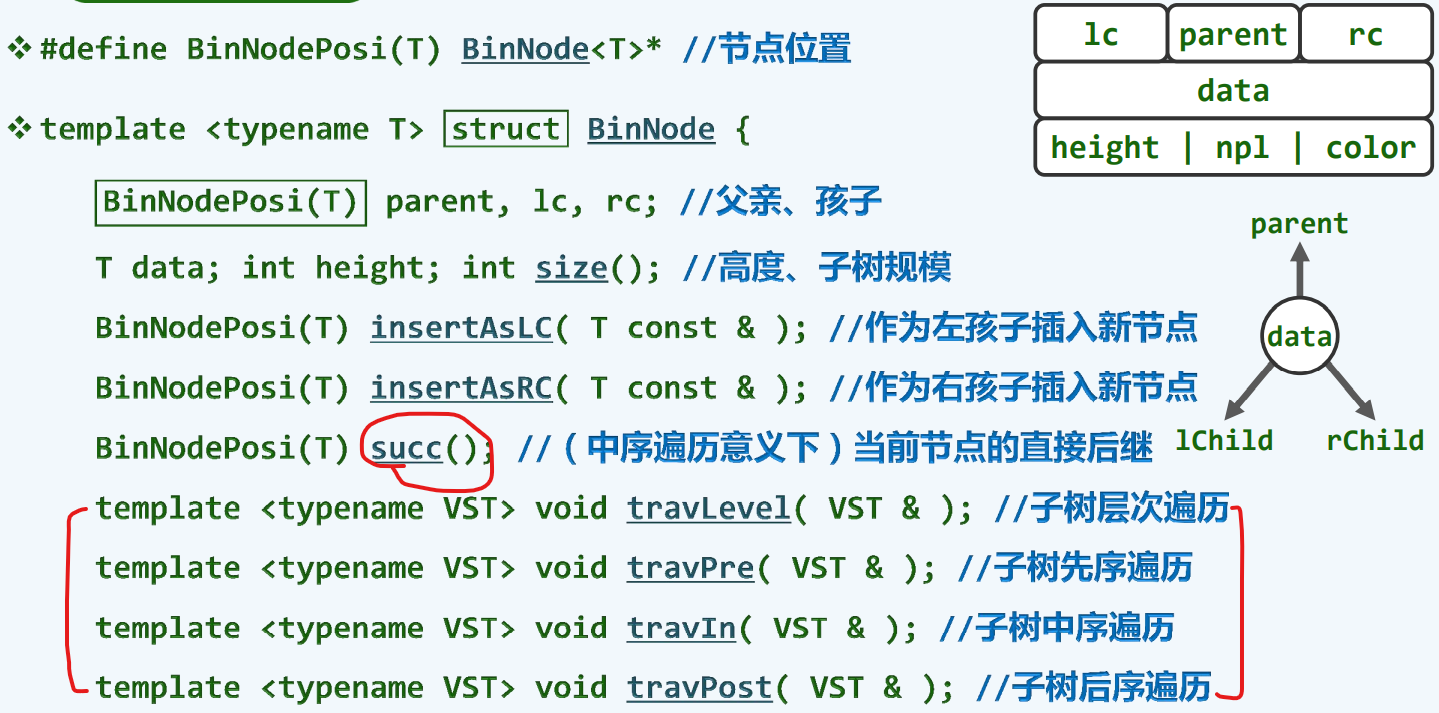 #define BinNodePosi(T) BinNode<T>* //节点位置
template <typename T> struct BinNode {
BinNodePosi(T) parent, lc, rc; //父亲、孩子
T data; int height; int size(); //高度、子树规模
BinNodePosi(T) insertAsLC( T const & ); //作为左孩子插入新节点
BinNodePosi(T) insertAsRC( T const & ); //作为右孩子插入新节点
BinNodePosi(T) succ(); //（中序遍历意义下）当前节点的直接后继
template <typename VST> void travLevel( VST & ); //子树层次遍历
template <typename VST> void travPre( VST & ); //子树先序遍历
template <typename VST> void travIn( VST & ); //子树中序遍历
template <typename VST> void travPost( VST & ); //子树后序遍历
lc parent rc
data
height | npl | color
parent
data
lChild rChild